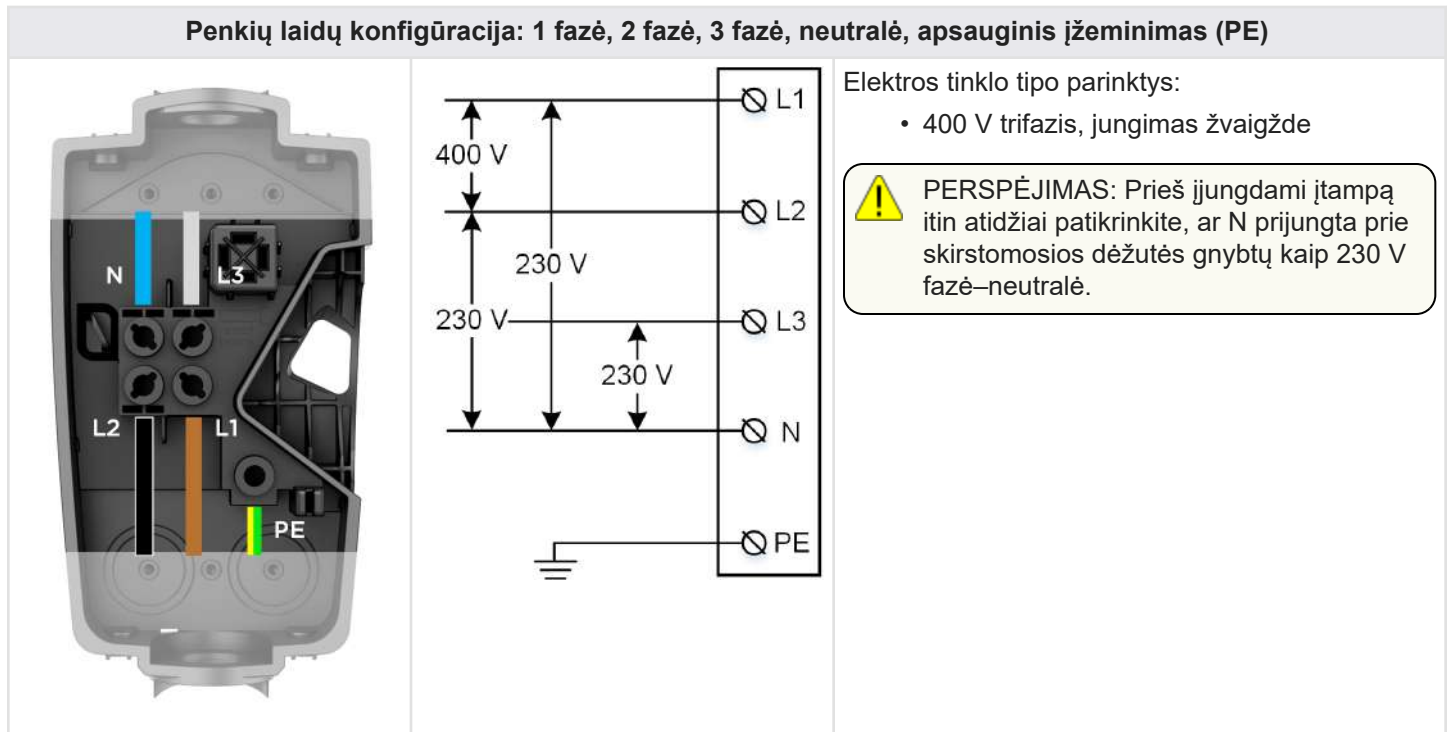 Penkių laidų konfigūracija: 1 fazė, 2 fazė, 3 fazė, neutralė, apsauginis įžeminimas (PE)
N
L3
L2
L1
PE
L1
400 V
L2
230 V
230 V
L3
230 V
N
PE
Elektros tinklo tipo parinktys:
• 400 V trifazis, jungimas žvaigžde
PERSPĖJIMAS: Prieš įjungdami įtampą
itin atidžiai patikrinkite, ar N prijungta prie
skirstomosios dėžutės gnybtų kaip 230 V
fazė–neutralė.